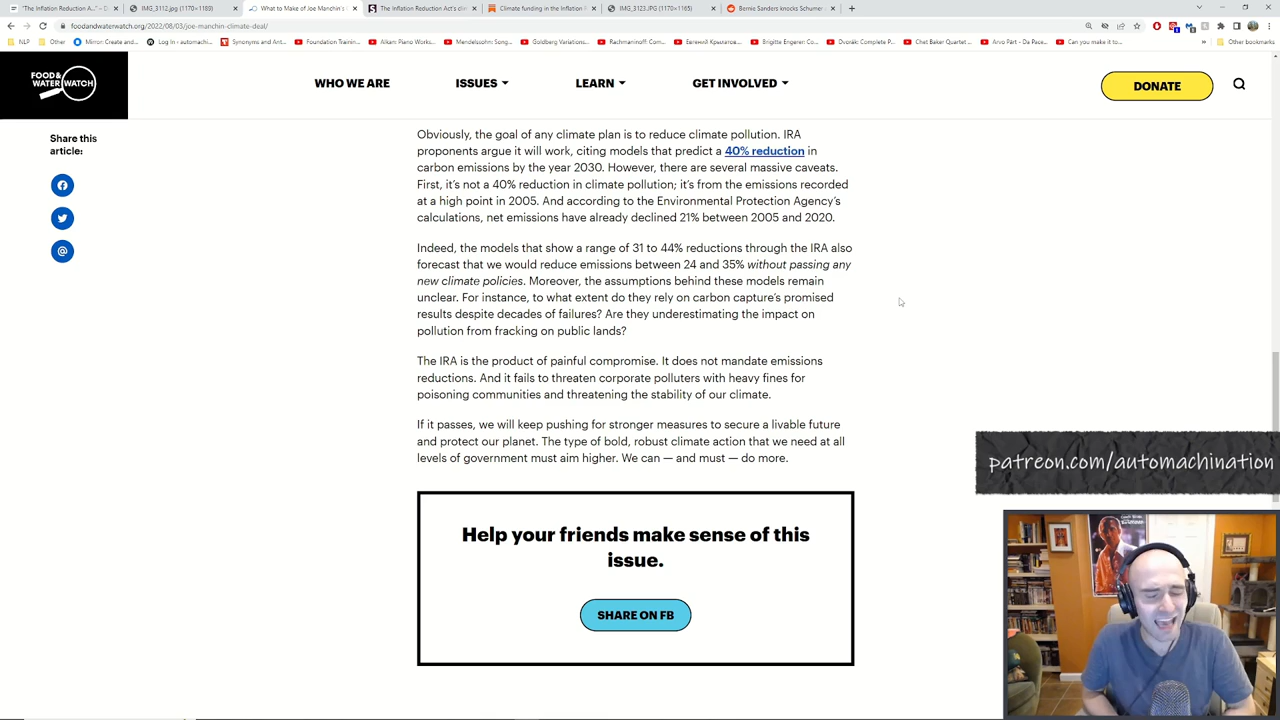 "The Inflation Reduction A..." – D
IMG_3112.jpg (1170×1189)
What to Make of Joe Manchin's
The Inflation Reduction Act's clim
Climate funding in the Inflation R
IMG_3123.JPG (1170×1165)
Bernie Sanders knocks Schumer-
foodandwaterwatch.org/2022/08/03/joe-manchin-climate-deal/
NLP
Other
Mirror: Create and...
Log In ‹ automachi...
Synonyms and Ant...
Foundation Training...
Alkan: Piano Works...
Mendelssohn: Song...
Goldberg Variations...
Rachmaninoff: Com...
Евгений Крылатов...
Brigitte Engerer: Co...
Dvorák: Complete P...
Chet Baker Quartet...
Arvo Pärt - Da Pace...
Can you make it to...
»
Other bookmarks
FOOD&
WATER WATCH
WHO WE ARE
ISSUES
LEARN
GET INVOLVED
DONATE
Share this
article:
Obviously, the goal of any climate plan is to reduce climate pollution. IRA
proponents argue it will work, citing models that predict a 40% reduction in
carbon emissions by the year 2030. However, there are several massive caveats.
First, it's not a 40% reduction in climate pollution; it's from the emissions recorded
at a high point in 2005. And according to the Environmental Protection Agency's
calculations, net emissions have already declined 21% between 2005 and 2020.
Indeed, the models that show a range of 31 to 44% reductions through the IRA also
forecast that we would reduce emissions between 24 and 35% without passing any
new climate policies. Moreover, the assumptions behind these models remain
unclear. For instance, to what extent do they rely on carbon capture's promised
results despite decades of failures? Are they underestimating the impact on
pollution from fracking on public lands?
The IRA is the product of painful compromise. It does not mandate emissions
reductions. And it fails to threaten corporate polluters with heavy fines for
poisoning communities and threatening the stability of our climate.
If it passes, we will keep pushing for stronger measures to secure a livable future
and protect our planet. The type of bold, robust climate action that we need at all
levels of government must aim higher. We can — and must — do more.
patreon.com/automachination
Help your friends make sense of this
issue.
SHARE ON FB